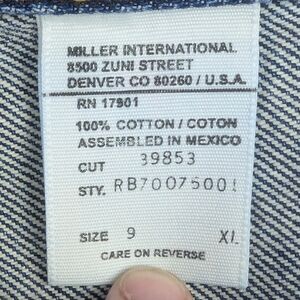 MILLER INTERNATIONAL
8500 ZUNI STREET
DENVER CO 80260 / U.S.A.
RN 17901
100% COTTON / COTON
ASSEMBLED IN MEXICO
CUT 39853
STY. RB70075001
SIZE 9 XL
CARE ON REVERSE